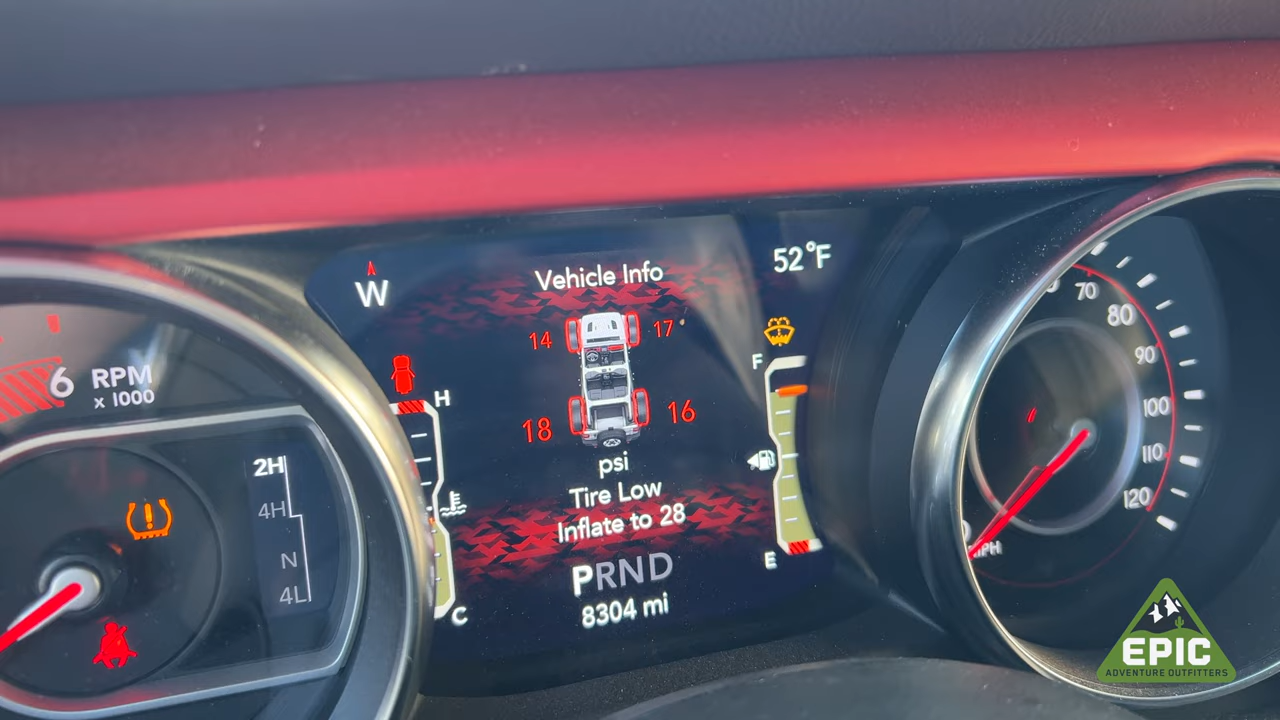 W
Vehicle Info
52°F
14
17
18
16
psi
Tire Low
Inflate to 28
PRND
8304 mi
H
C
F
E
6
RPM
x 1000
2H
4H
N
4L
70
80
90
100
110
120
MPH
EPIC
ADVENTURE OUTFITTERS